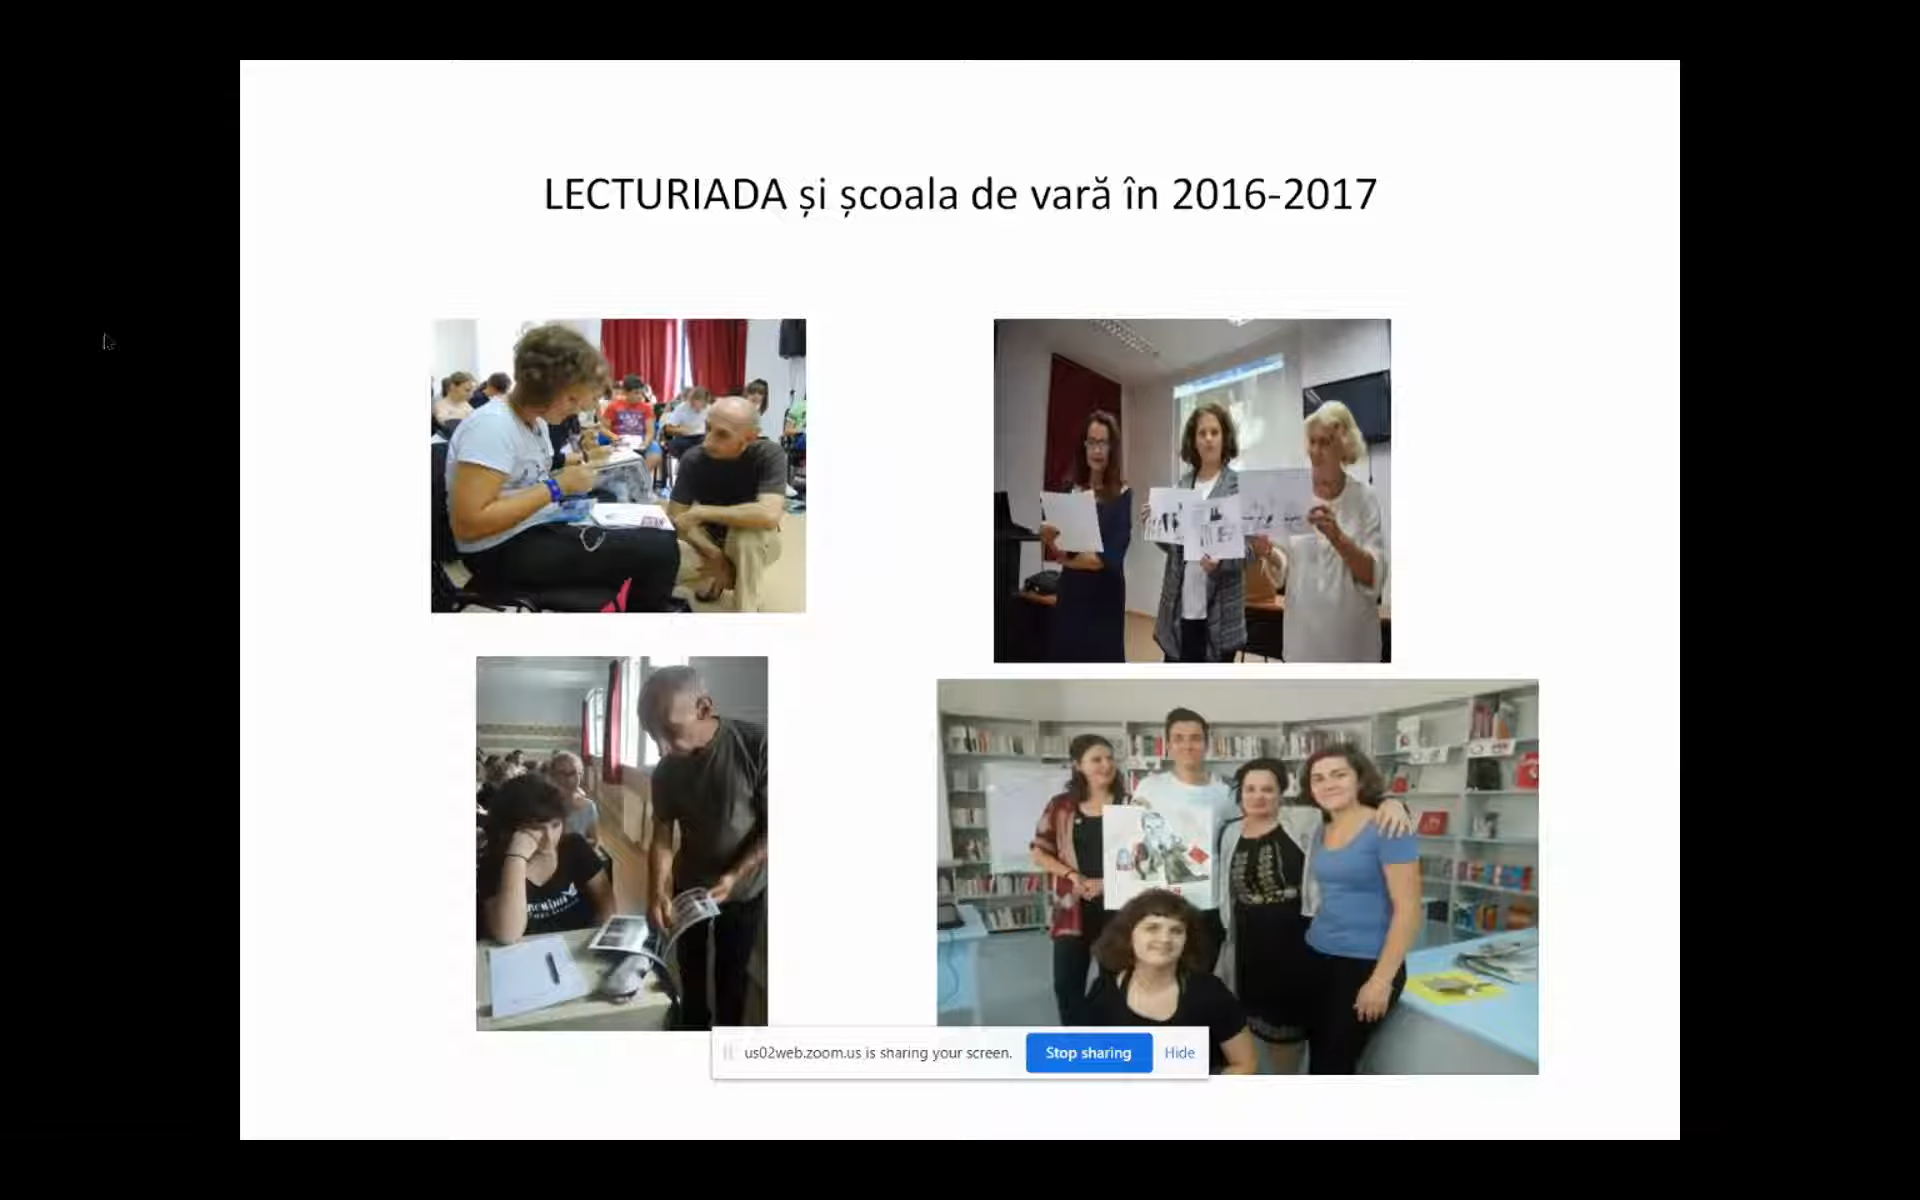 LECTURIADA și școala de vară în 2016-2017
us02web.zoom.us is sharing your screen. Stop sharing Hide